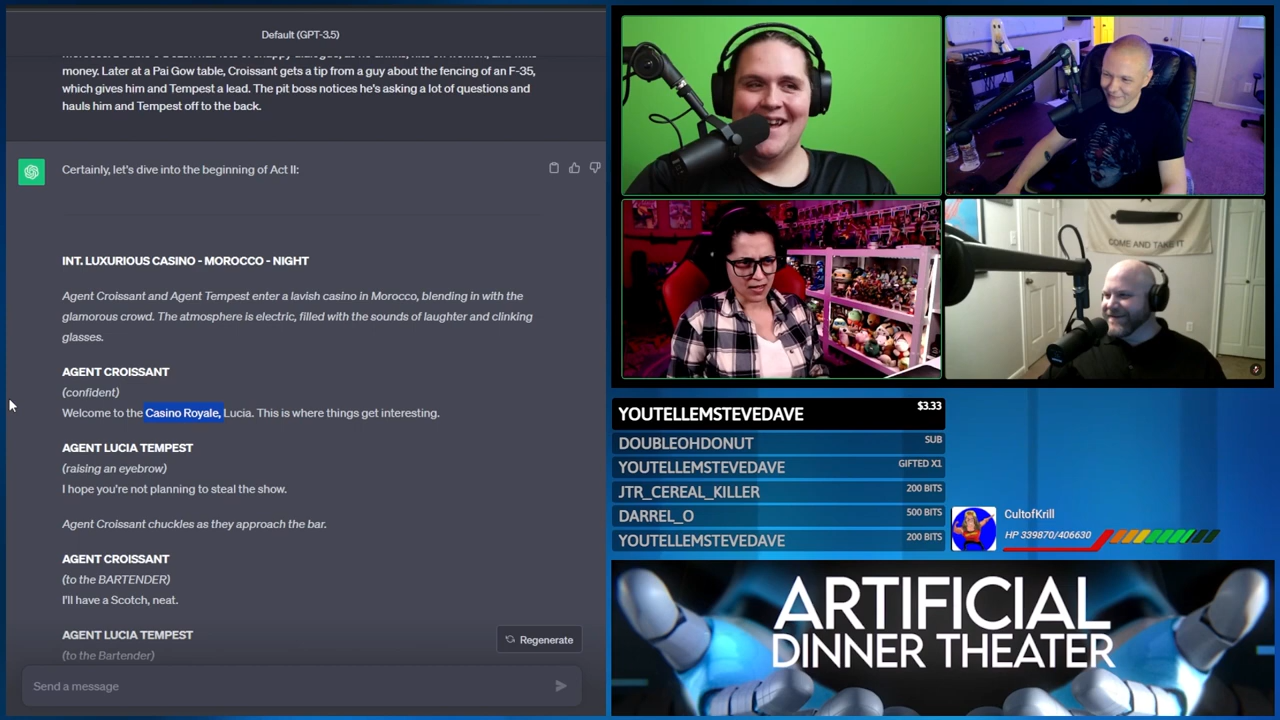 Default (GPT-3.5)
money. Later at a Pai Gow table, Croissant gets a tip from a guy about the fencing of an F-35,
which gives him and Tempest a lead. The pit boss notices he's asking a lot of questions and
hauls him and Tempest off to the back.
Certainly, let's dive into the beginning of Act II:
INT. LUXURIOUS CASINO - MOROCCO - NIGHT
Agent Croissant and Agent Tempest enter a lavish casino in Morocco, blending in with the
glamorous crowd. The atmosphere is electric, filled with the sounds of laughter and clinking
glasses.
AGENT CROISSANT
(confident)
Welcome to the Casino Royale, Lucia. This is where things get interesting.
AGENT LUCIA TEMPEST
(raising an eyebrow)
I hope you're not planning to steal the show.
Agent Croissant chuckles as they approach the bar.
AGENT CROISSANT
(to the BARTENDER)
I'll have a Scotch, neat.
AGENT LUCIA TEMPEST
(to the Bartender)
Regenerate
Send a message
COME AND TAKE IT
YOUTELLEMSTEVEDAVE $3.33
DOUBLEOHDONUT SUB
YOUTELLEMSTEVEDAVE GIFTED X1
JTR_CEREAL_KILLER 200 BITS
DARREL_O 500 BITS
YOUTELLEMSTEVEDAVE 200 BITS
CultofKrill
HP 339870/406630
ARTIFICIAL
DINNER THEATER